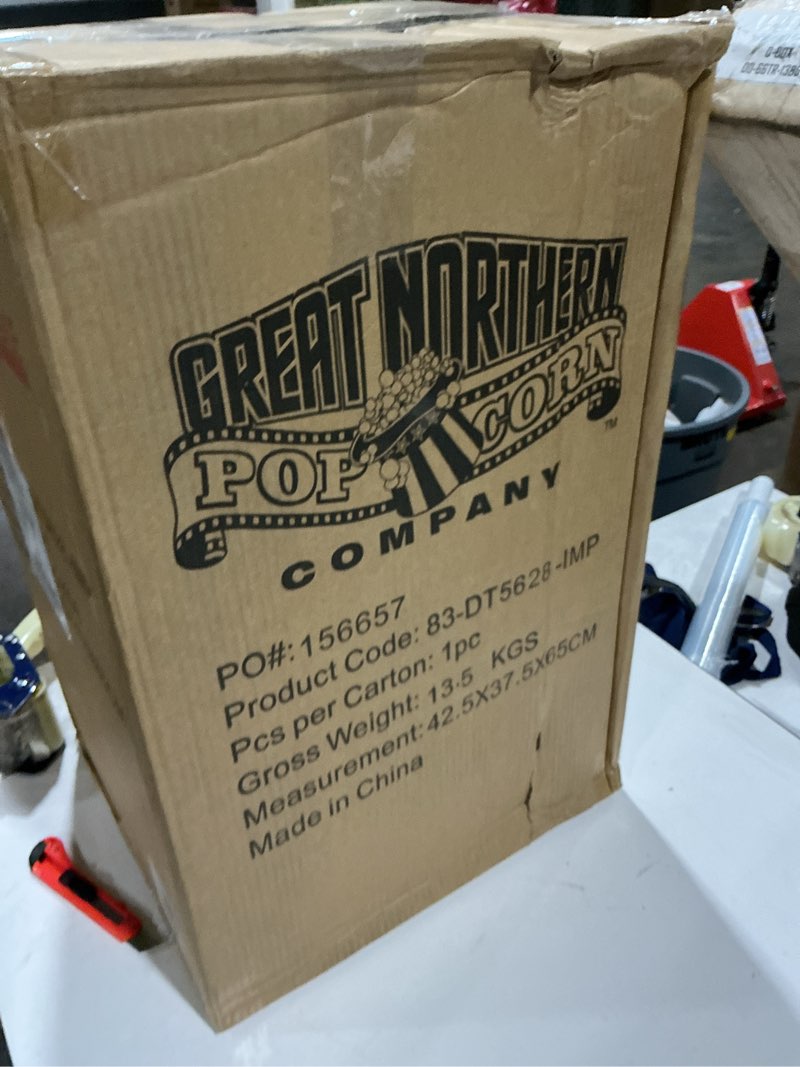 GREAT NORTHERN
POP CORN
TM
COMPANY
PO#: 156657
Product Code: 83-DT5628-IMP
Pcs per Carton: 1pc
Gross Weight: 13.5 KGS
Measurement: 42.5X37.5X65CM
Made in China